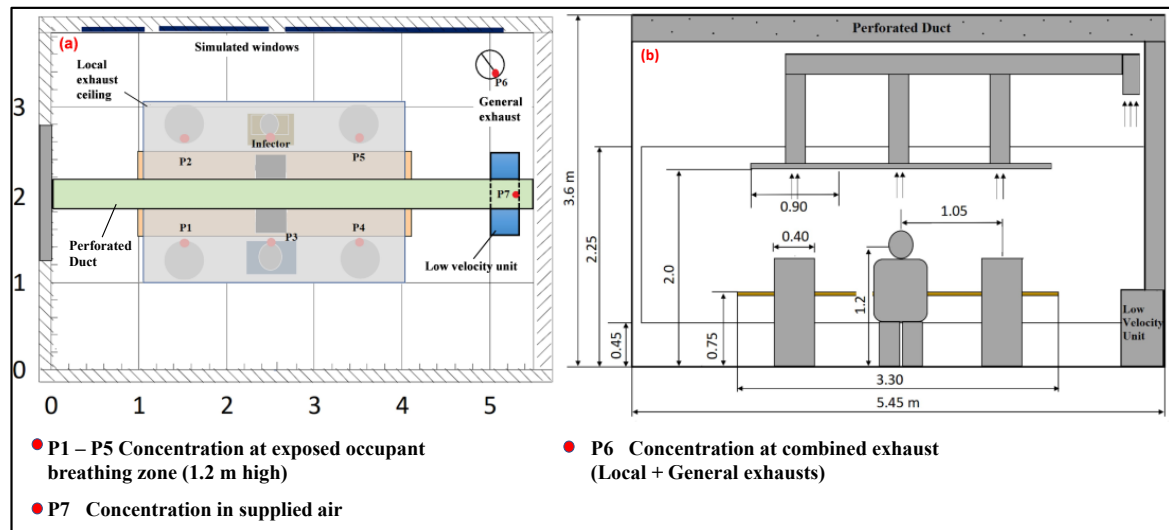 (a)
Simulated windows
Local
exhaust
ceiling
P6
General
exhaust
Infector
P2
P5
P7
P1
P3
P4
Perforated
Duct
Low velocity unit
3
2
1
0
0
1
2
3
4
5
Perforated Duct
(b)
3.6 m
2.25
2.0
0.90
1.05
0.40
1.2
0.75
0.45
Low
Velocity
Unit
3.30
5.45 m
P1 – P5 Concentration at exposed occupant
breathing zone (1.2 m high)
P7 Concentration in supplied air
P6 Concentration at combined exhaust
(Local + General exhausts)